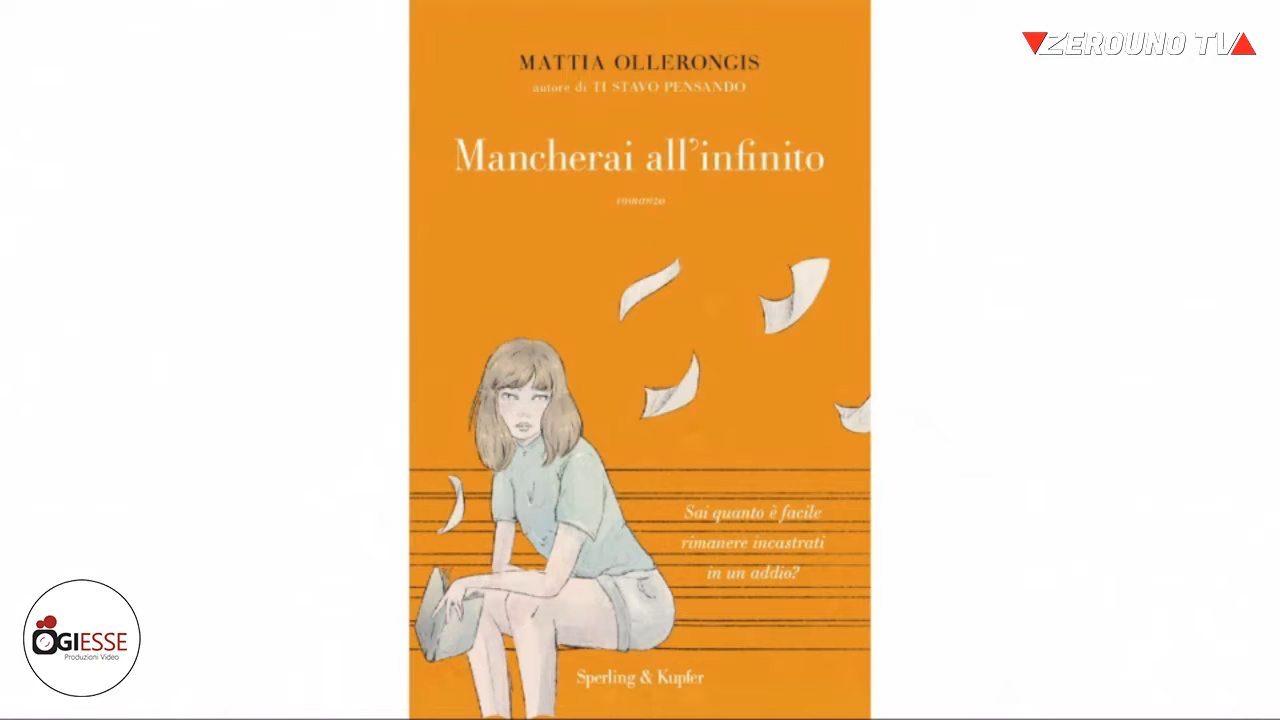 MATTIA OLLERONGIS
autore di TI STAVO PENSANDO
Mancherai all'infinito
romanzo
Sai quanto è facile
rimanere incastrati
in un addio?
Sperling & Kupfer
ZEROUNO TV
OGIESSE
Produzioni Video